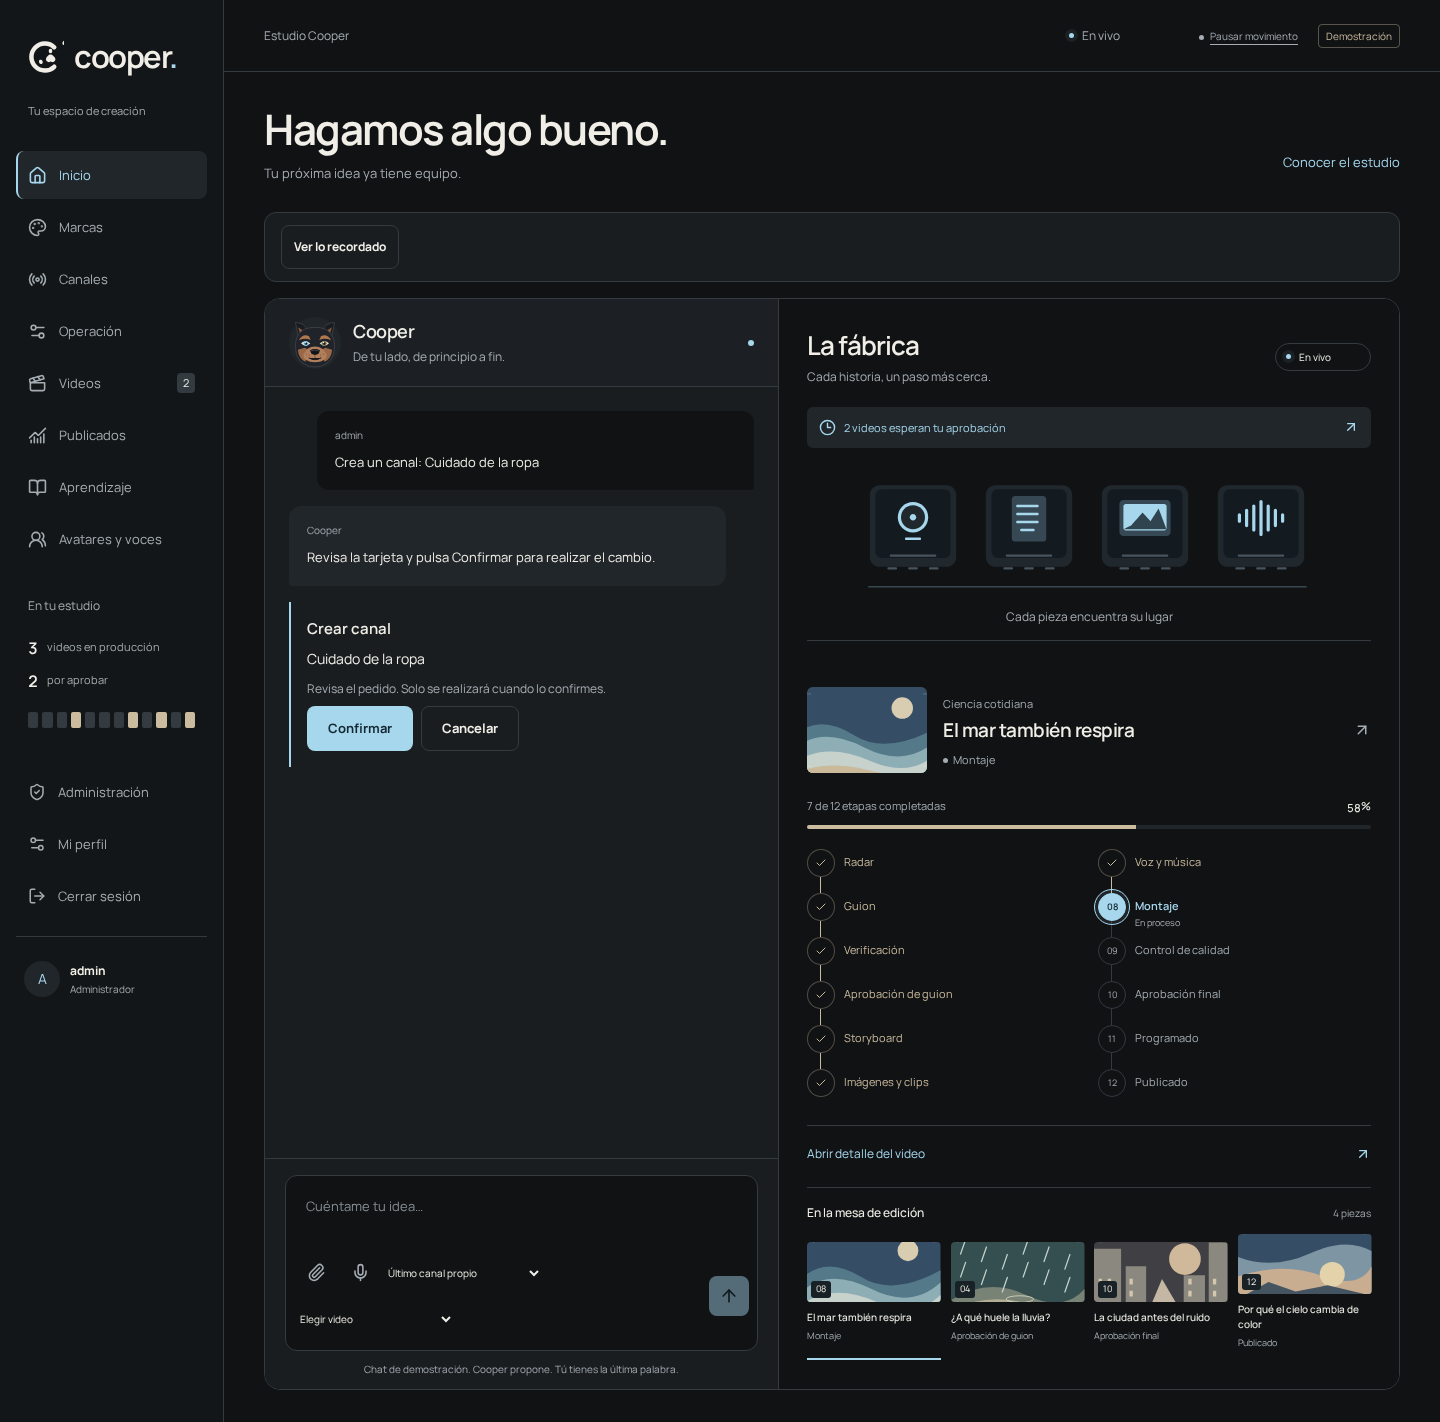 cooper.
Tu espacio de creación
Inicio
Marcas
Canales
Operación
Videos
2
Publicados
Aprendizaje
Avatares y voces
En tu estudio
3 videos en producción
2 por aprobar
Administración
Mi perfil
Cerrar sesión
A
admin
Administrador
Estudio Cooper
En vivo
Pausar movimiento
Demostración
Hagamos algo bueno.
Tu próxima idea ya tiene equipo.
Conocer el estudio
Ver lo recordado
Cooper
De tu lado, de principio a fin.
admin
Crea un canal: Cuidado de la ropa
Cooper
Revisa la tarjeta y pulsa Confirmar para realizar el cambio.
Crear canal
Cuidado de la ropa
Revisa el pedido. Solo se realizará cuando lo confirmes.
Confirmar
Cancelar
Cuéntame tu idea...
Último canal propio
Elegir video
Chat de demostración. Cooper propone. Tú tienes la última palabra.
La fábrica
Cada historia, un paso más cerca.
En vivo
2 videos esperan tu aprobación
Cada pieza encuentra su lugar
Ciencia cotidiana
El mar también respira
Montaje
7 de 12 etapas completadas
58%
Radar
Guion
Verificación
Aprobación de guion
Storyboard
Imágenes y clips
Voz y música
08 Montaje
En proceso
09 Control de calidad
10 Aprobación final
11 Programado
12 Publicado
Abrir detalle del video
En la mesa de edición
4 piezas
08
El mar también respira
Montaje
04
¿A qué huele la lluvia?
Aprobación de guion
10
La ciudad antes del ruido
Aprobación final
12
Por qué el cielo cambia de
color
Publicado